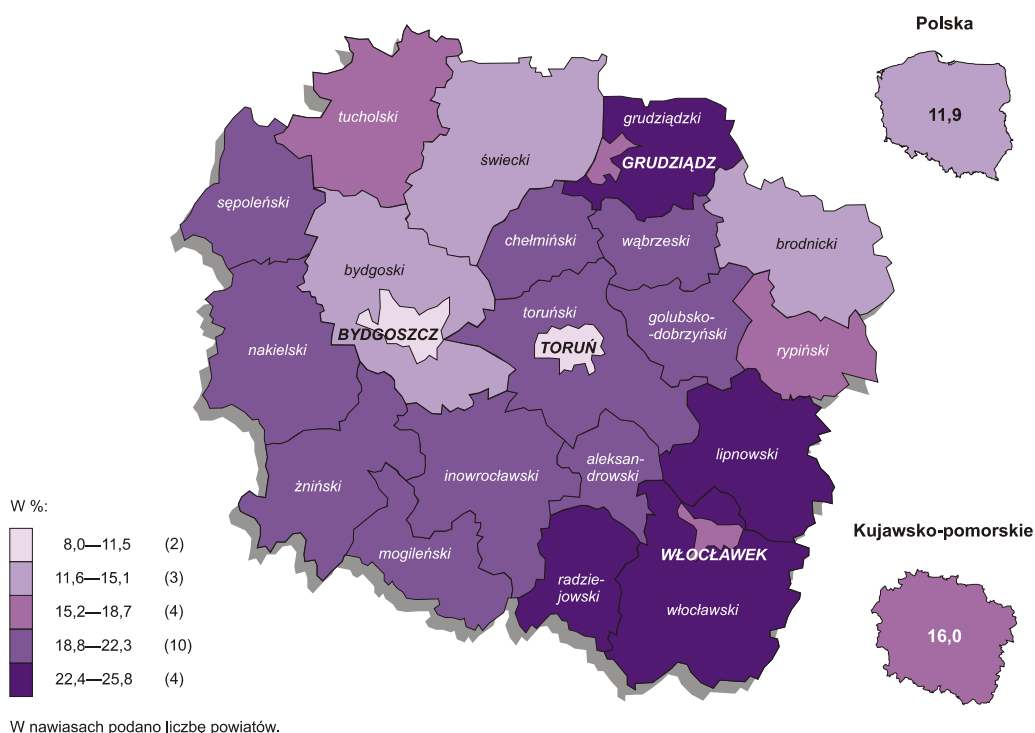 Polska
11,9
tucholski
grudziądzki
GRUDZIĄDZ
świecki
sępoleński
chełmiński
wąbrzeski
brodnicki
bydgoski
BYDGOSZCZ
toruński
TORUŃ
golubsko-
-dobrzyński
rypiński
nakielski
lipnowski
aleksan-
drowski
inowrocławski
żniński
mogileński
radzie-
jowski
WŁOCŁAWEK
włocławski
W %:
8,0—11,5 (2)
11,6—15,1 (3)
15,2—18,7 (4)
18,8—22,3 (10)
22,4—25,8 (4)
Kujawsko-pomorskie
16,0
W nawiasach podano liczbę powiatów.